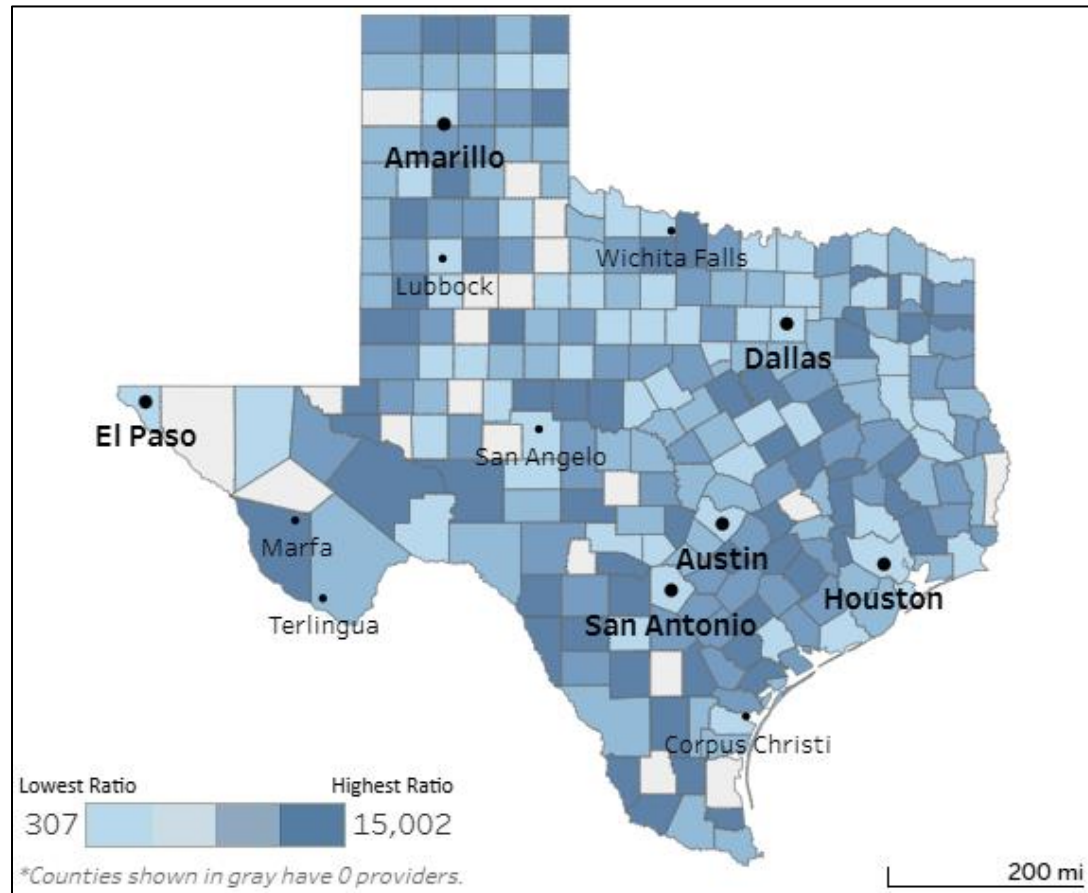 Amarillo
Wichita Falls
Lubbock
Dallas
El Paso
San Angelo
Marfa
Austin
Houston
Terlingua
San Antonio
Corpus Christi
Lowest Ratio Highest Ratio
307 15,002
*Counties shown in gray have 0 providers.
200 mi